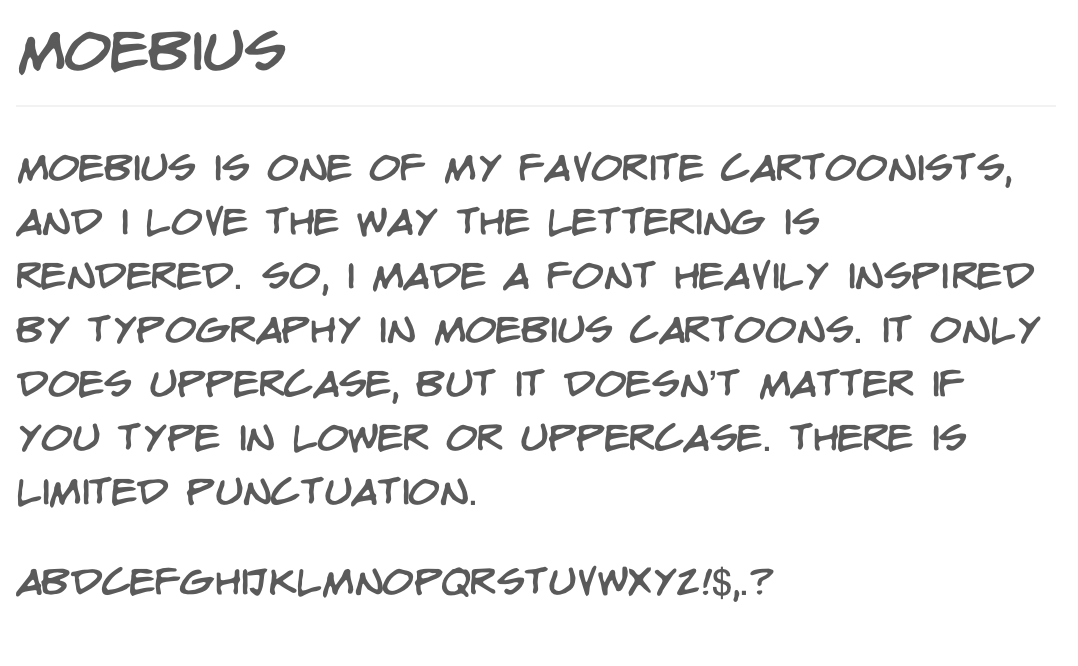 MOEBIUS
MOEBIUS IS ONE OF MY FAVORITE CARTOONISTS,
AND I LOVE THE WAY THE LETTERING IS
RENDERED. SO, I MADE A FONT HEAVILY INSPIRED
BY TYPOGRAPHY IN MOEBIUS CARTOONS. IT ONLY
DOES UPPERCASE, BUT IT DOESN'T MATTER IF
YOU TYPE IN LOWER OR UPPERCASE. THERE IS
LIMITED PUNCTUATION.
ABCDEFGHIJKLMNOPQRSTUVWXYZ!$,.?